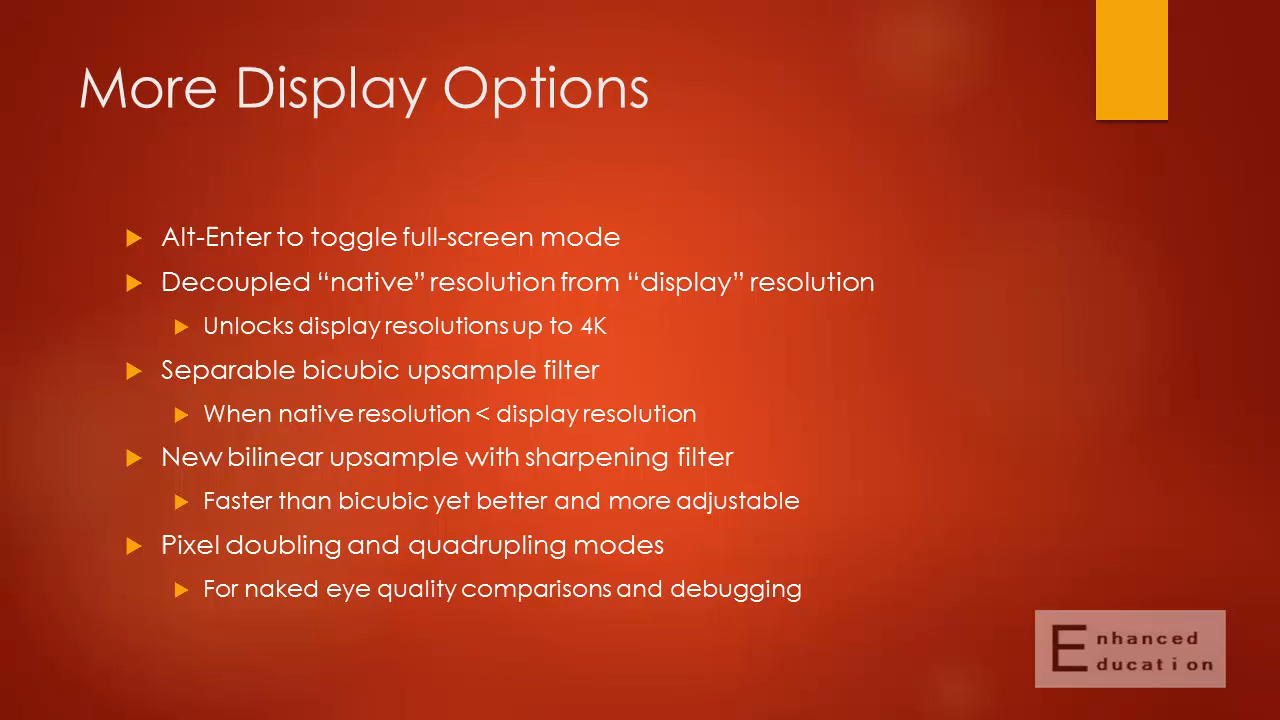 More Display Options
Alt-Enter to toggle full-screen mode
Decoupled “native” resolution from “display” resolution
Unlocks display resolutions up to 4K
Separable bicubic upsample filter
When native resolution < display resolution
New bilinear upsample with sharpening filter
Faster than bicubic yet better and more adjustable
Pixel doubling and quadrupling modes
For naked eye quality comparisons and debugging
Enhanced
Education